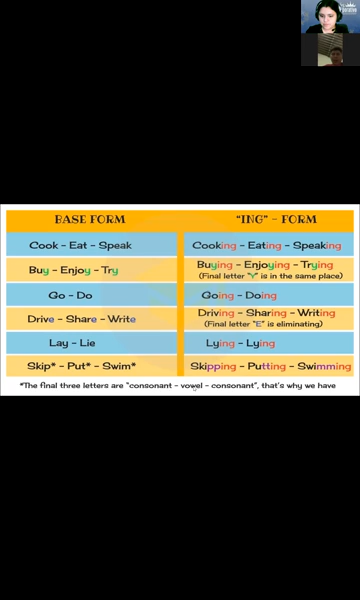 BASE FORM
"ING" - FORM
Cook - Eat - Speak
Cooking - Eating - Speaking
Buy - Enjoy - Try
Buying - Enjoying - Trying
(Final letter "Y" is in the same place)
Go - Do
Going - Doing
Drive - Share - Write
Driving - Sharing - Writing
(Final letter "E" is eliminating)
Lay - Lie
Lying - Lying
Skip* - Put* - Swim*
Skipping - Putting - Swimming
*The final three letters are "consonant - vowel - consonant", that's why we have